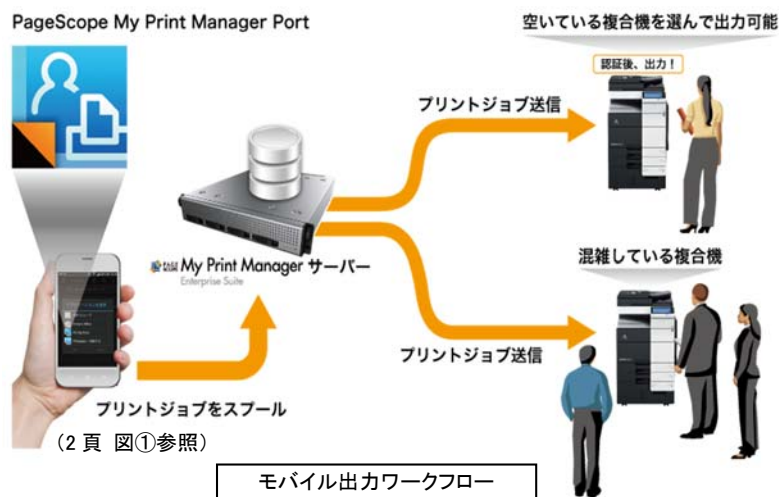 PageScope My Print Manager Port
空いている複合機を選んで出力可能
認証後、出力！
プリントジョブ送信
PAGE SCOPE My Print Manager サーバー
Enterprise Suite
混雑している複合機
プリントジョブ送信
プリントジョブをスプール
(2 頁 図①参照)
モバイル出力ワークフロー